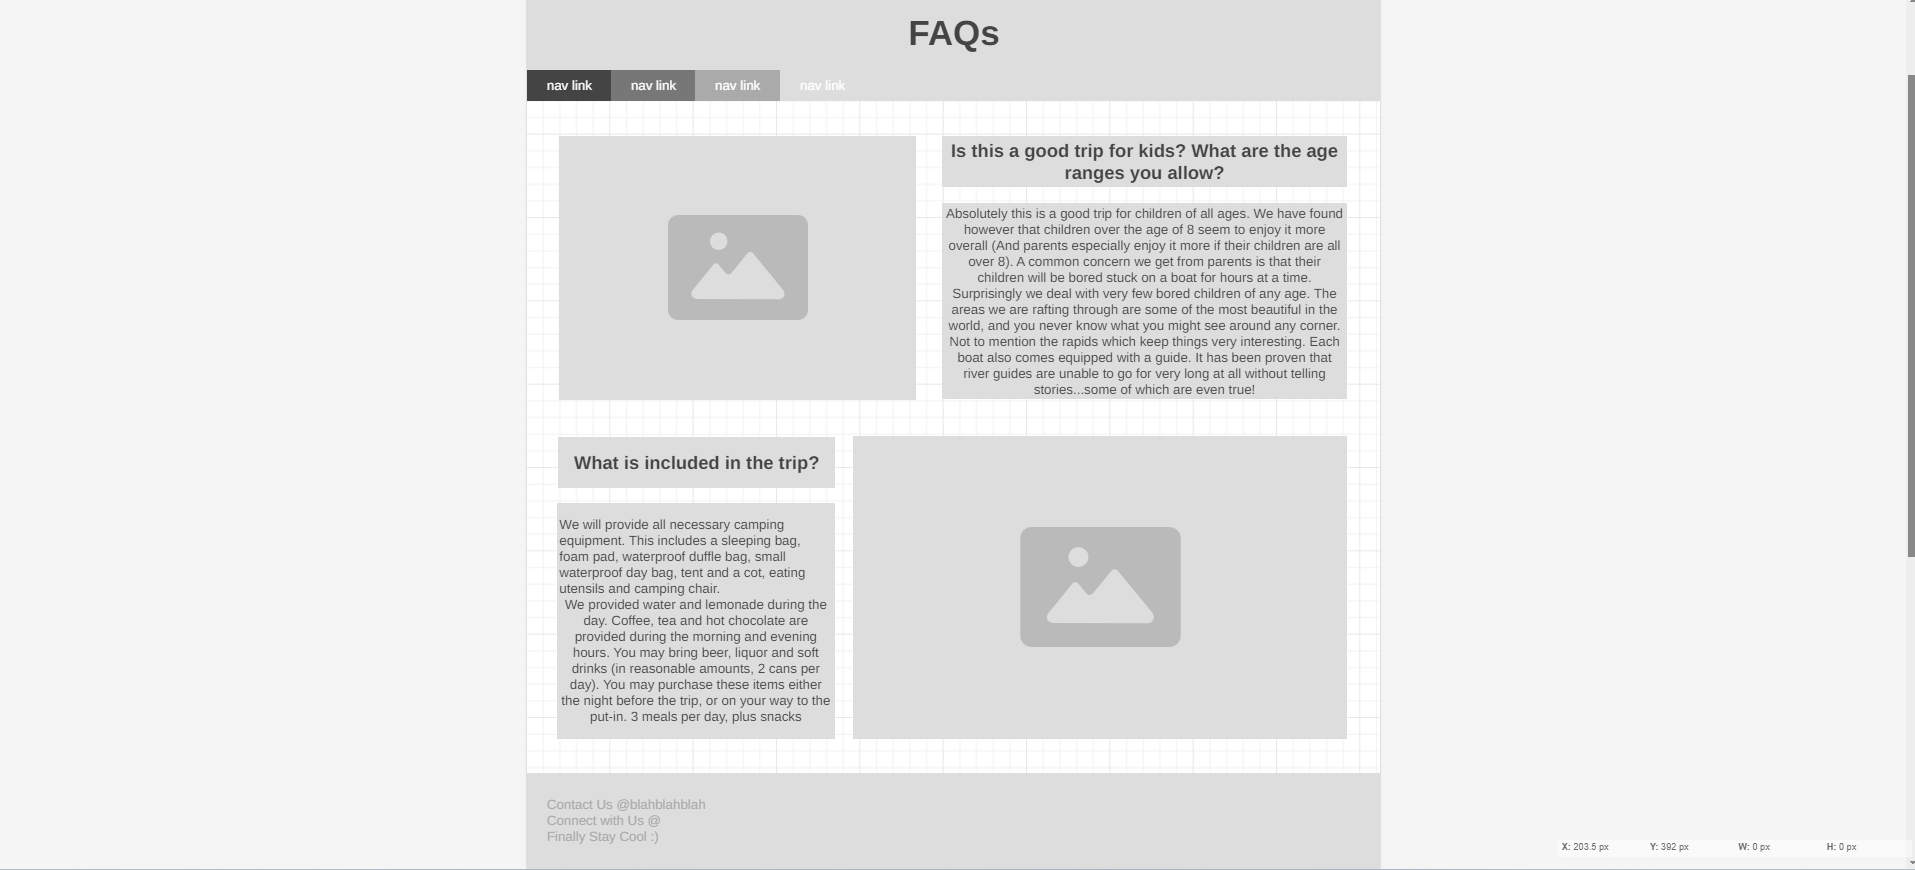 FAQs
nav link nav link nav link nav link
Is this a good trip for kids? What are the age
ranges you allow?
Absolutely this is a good trip for children of all ages. We have found
however that children over the age of 8 seem to enjoy it more
overall (And parents especially enjoy it more if their children are all
over 8). A common concern we get from parents is that their
children will be bored stuck on a boat for hours at a time.
Surprisingly we deal with very few bored children of any age. The
areas we are rafting through are some of the most beautiful in the
world, and you never know what you might see around any corner.
Not to mention the rapids which keep things very interesting. Each
boat also comes equipped with a guide. It has been proven that
river guides are unable to go for very long at all without telling
stories...some of which are even true!
What is included in the trip?
We will provide all necessary camping
equipment. This includes a sleeping bag,
foam pad, waterproof duffle bag, small
waterproof day bag, tent and a cot, eating
utensils and camping chair.
We provided water and lemonade during the
day. Coffee, tea and hot chocolate are
provided during the morning and evening
hours. You may bring beer, liquor and soft
drinks (in reasonable amounts, 2 cans per
day). You may purchase these items either
the night before the trip, or on your way to the
put-in. 3 meals per day, plus snacks
Contact Us @blahblahblah
Connect with Us @
Finally Stay Cool :)
X: 203.5 px Y: 392 px W: 0 px H: 0 px